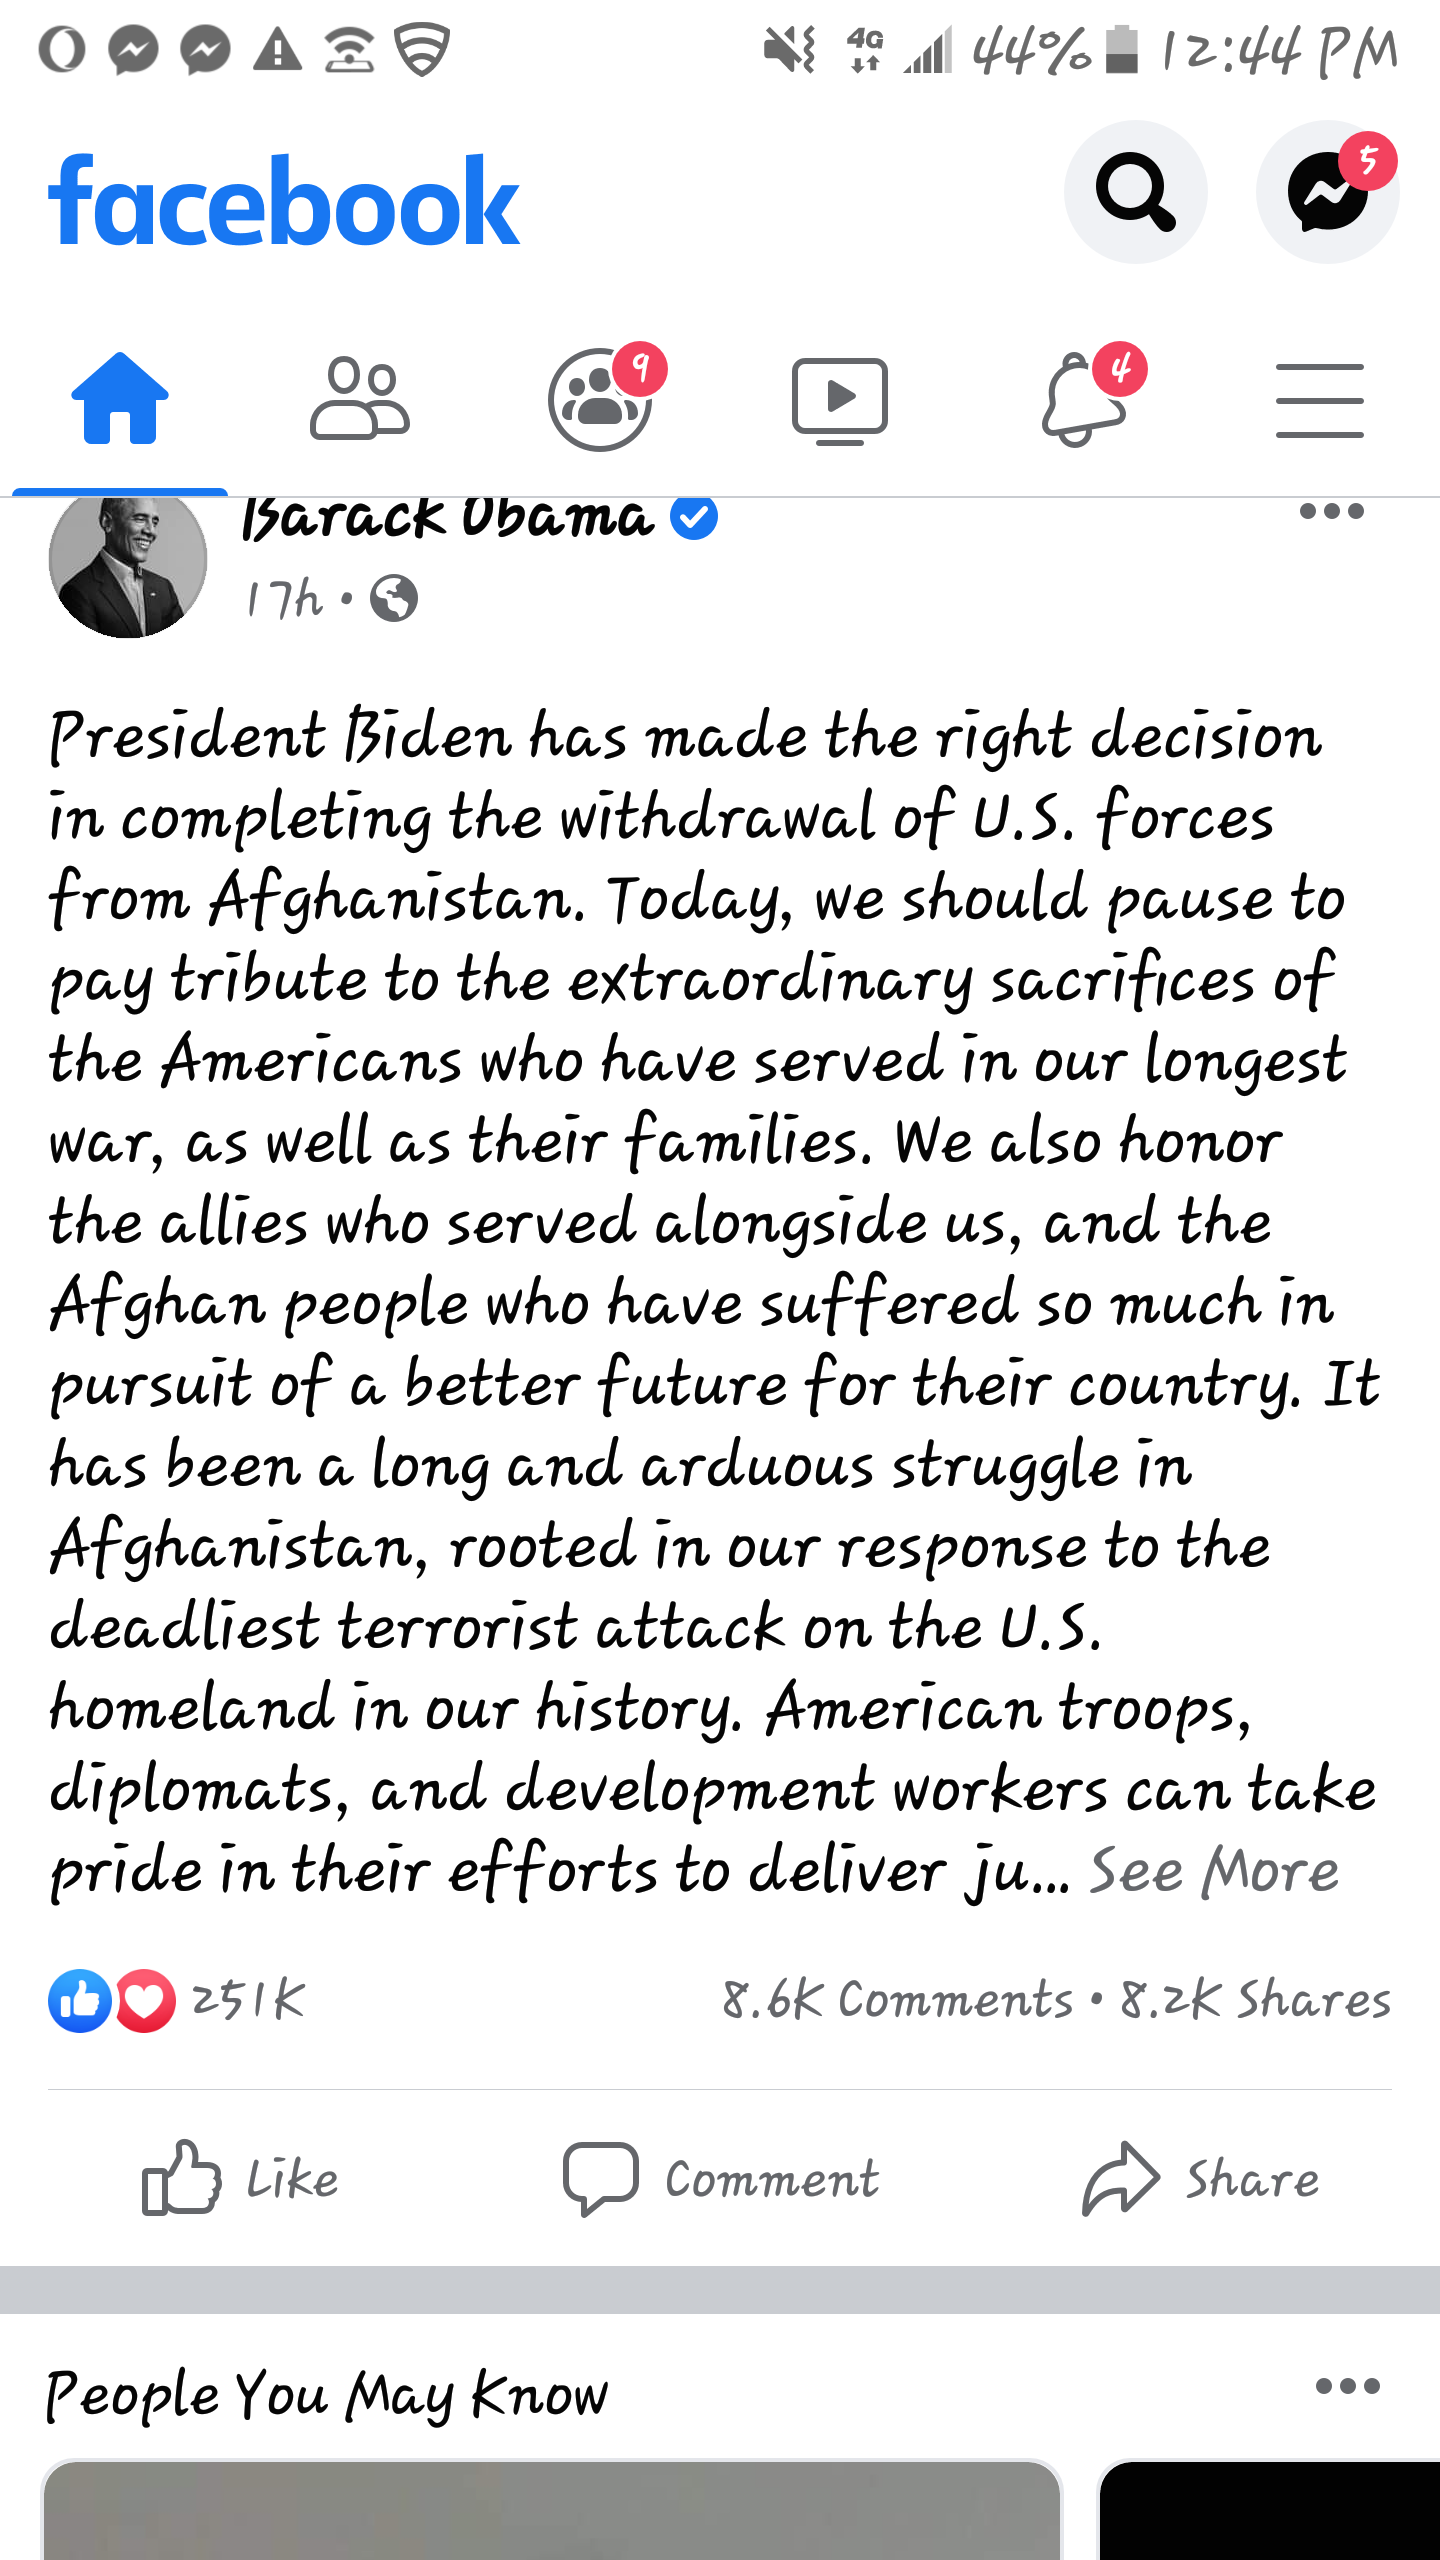 4G 44% 12:44 PM
facebook
5
9
4
Barack Obama
17h •
President Biden has made the right decision
in completing the withdrawal of U.S. forces
from Afghanistan. Today, we should pause to
pay tribute to the extraordinary sacrifices of
the Americans who have served in our longest
war, as well as their families. We also honor
the allies who served alongside us, and the
Afghan people who have suffered so much in
pursuit of a better future for their country. It
has been a long and arduous struggle in
Afghanistan, rooted in our response to the
deadliest terrorist attack on the U.S.
homeland in our history. American troops,
diplomats, and development workers can take
pride in their efforts to deliver ju... See More
251K 8.6K Comments • 8.2K Shares
Like Comment Share
People You May Know